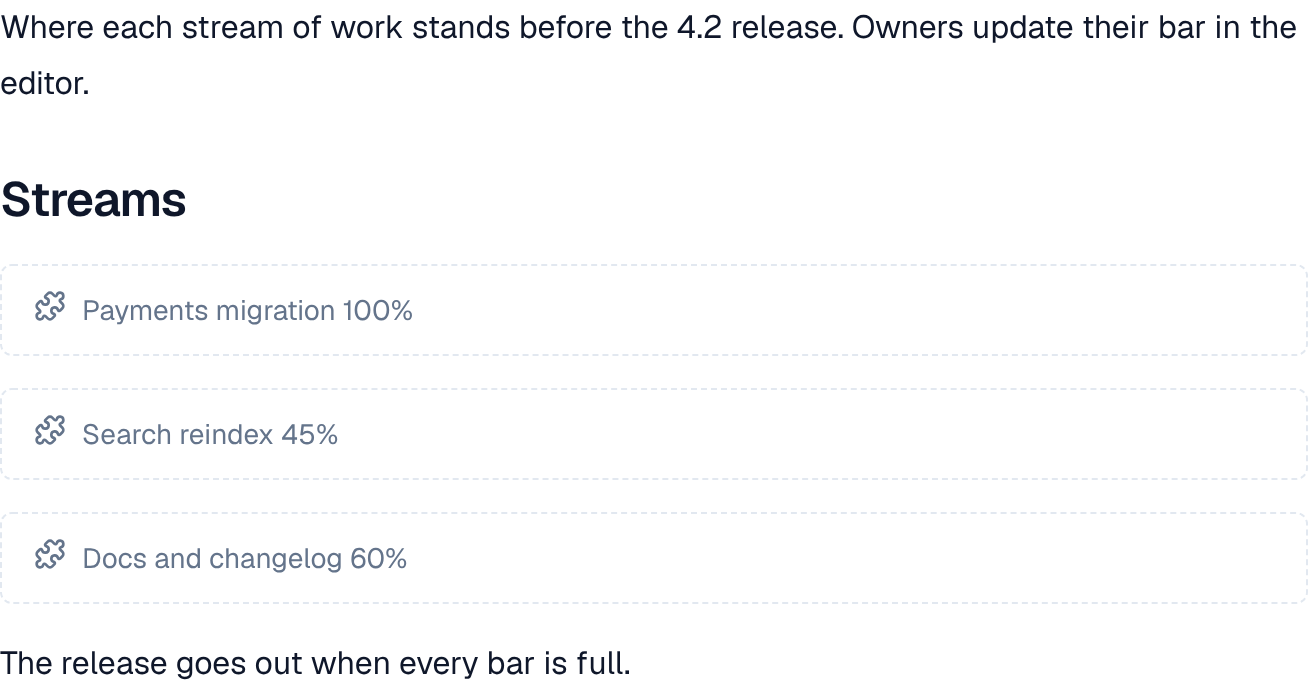 Where each stream of work stands before the 4.2 release. Owners update their bar in the
editor.
Streams
Payments migration 100%
Search reindex 45%
Docs and changelog 60%
The release goes out when every bar is full.